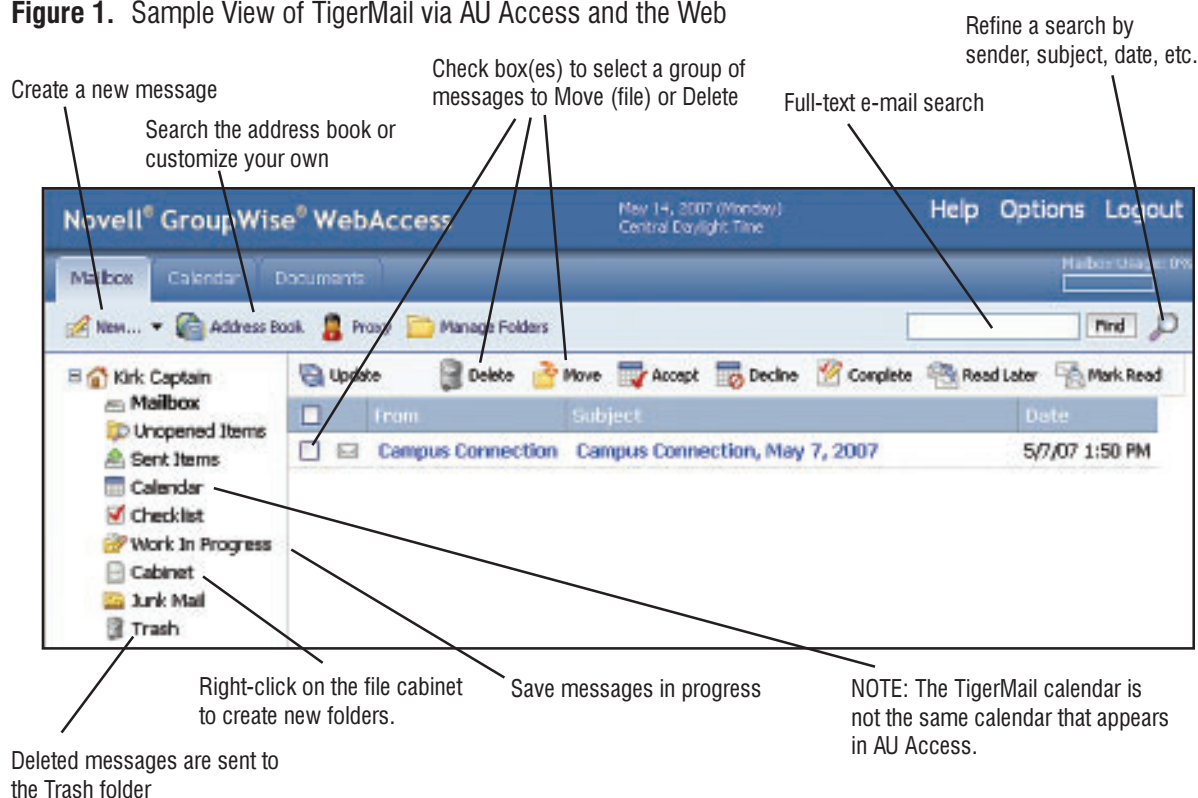 Figure 1. Sample View of TigerMail via AU Access and the Web
Refine a search by
sender, subject, date, etc.
Create a new message
Check box(es) to select a group of
messages to Move (file) or Delete
Full-text e-mail search
Search the address book or
customize your own
Novell® GroupWise® WebAccess
May 14, 2007 (Monday)
Central Daylight Time
Help Options Logout
Mailbox Calendar Documents
Mailbox Usage: 0%
New... Address Book Proxy Manage Folders
Find
Kirk Captain
Mailbox
Unopened Items
Sent Items
Calendar
Checklist
Work In Progress
Cabinet
Junk Mail
Trash
Update Delete Move Accept Decline Complete Read Later Mark Read
From Subject Date
Campus Connection Campus Connection, May 7, 2007 5/7/07 1:50 PM
Right-click on the file cabinet
to create new folders.
Save messages in progress
NOTE: The TigerMail calendar is
not the same calendar that appears
in AU Access.
Deleted messages are sent to
the Trash folder